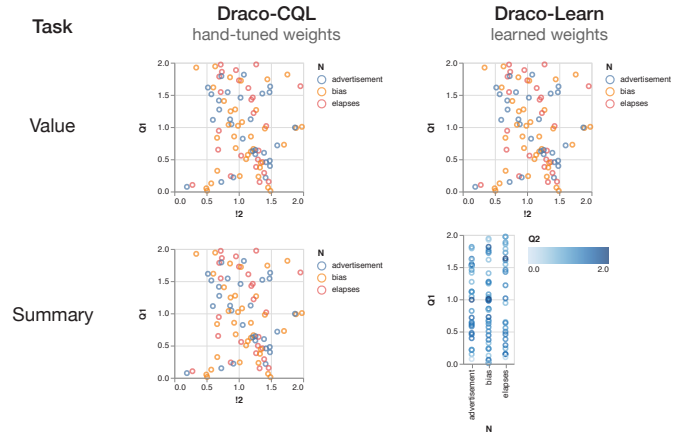 Task
Draco-CQL
hand-tuned weights
Draco-Learn
learned weights
Value
2.0
1.5
1.0
0.5
0.0
Q1
0.0 0.5 1.0 1.5 2.0
!2
N
advertisement
bias
elapses
2.0
1.5
1.0
0.5
0.0
Q1
0.0 0.5 1.0 1.5 2.0
!2
N
advertisement
bias
elapses
Summary
2.0
1.5
1.0
0.5
0.0
Q1
0.0 0.5 1.0 1.5 2.0
!2
N
advertisement
bias
elapses
2.0
1.5
1.0
0.5
0.0
Q1
advertisement
bias
elapses
N
Q2
0.0 2.0